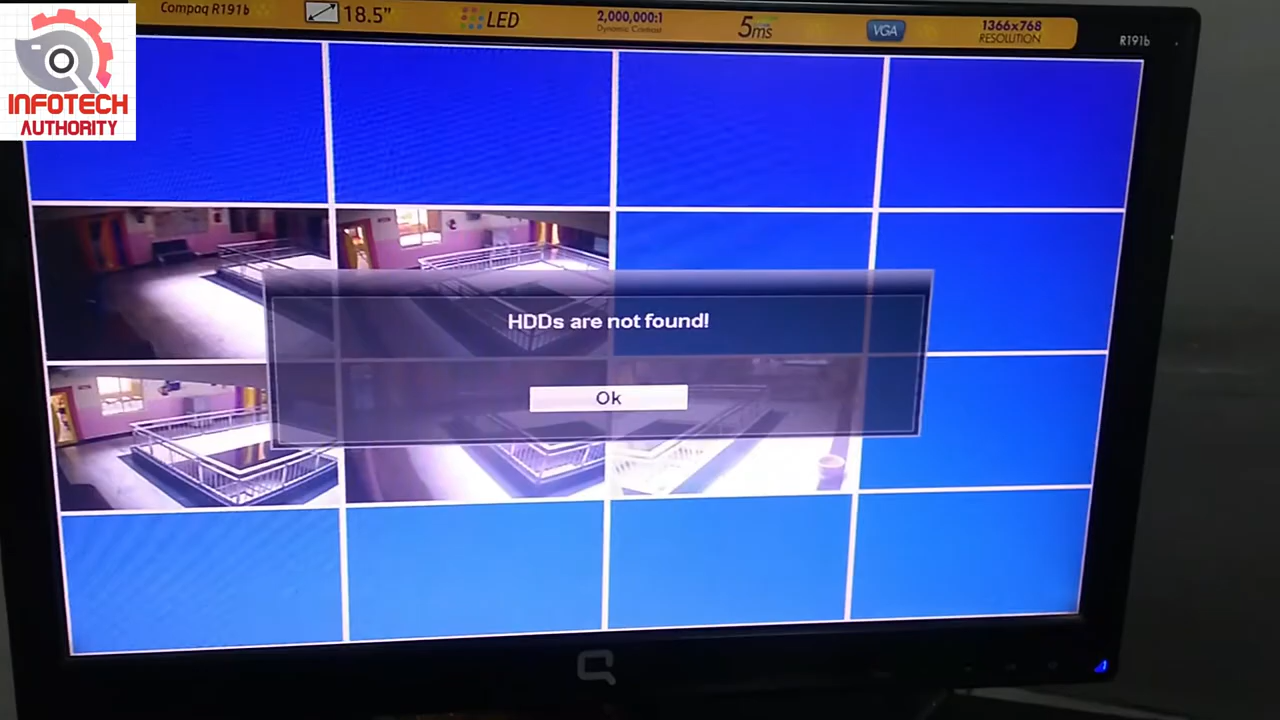 Compaq R191b
18.5"
LED
2,000,000:1
Dynamic Contrast
5ms
VGA
1366x768
RESOLUTION
R191b
INFOTECH
AUTHORITY
HDDs are not found!
Ok